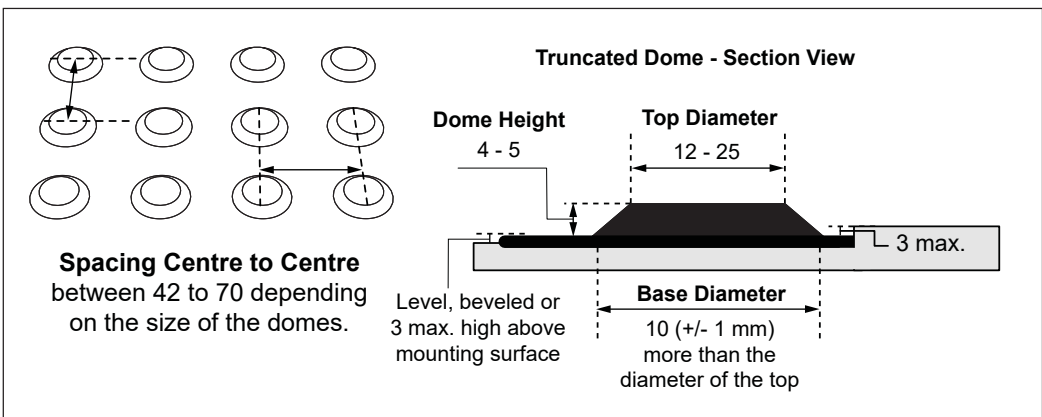 Truncated Dome - Section View
Dome Height
4 - 5
Top Diameter
12 - 25
3 max.
Spacing Centre to Centre
between 42 to 70 depending
on the size of the domes.
Level, beveled or
3 max. high above
mounting surface
Base Diameter
10 (+/- 1 mm)
more than the
diameter of the top